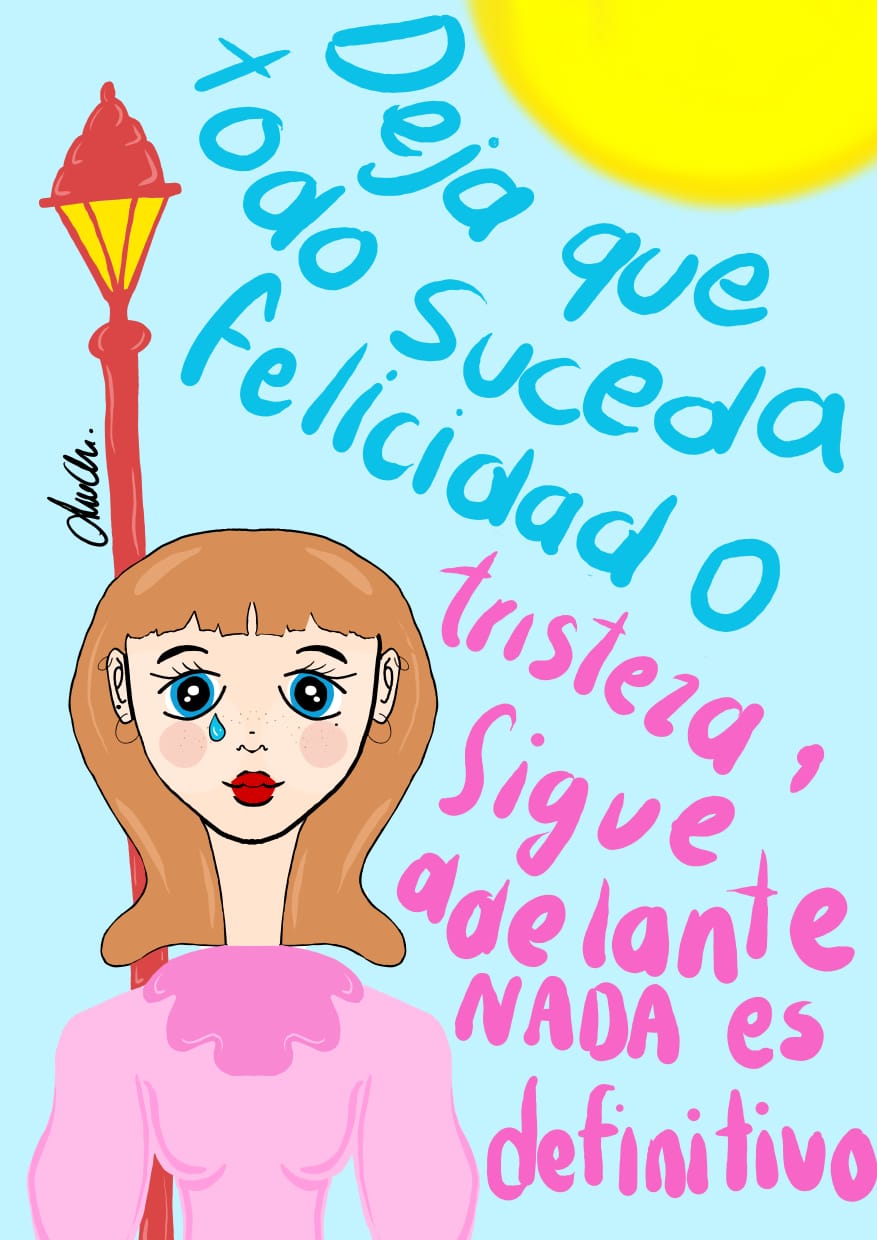 Deja que
todo suceda
felicidad o
tristeza,
Sigue
adelante
NADA es
definitivo